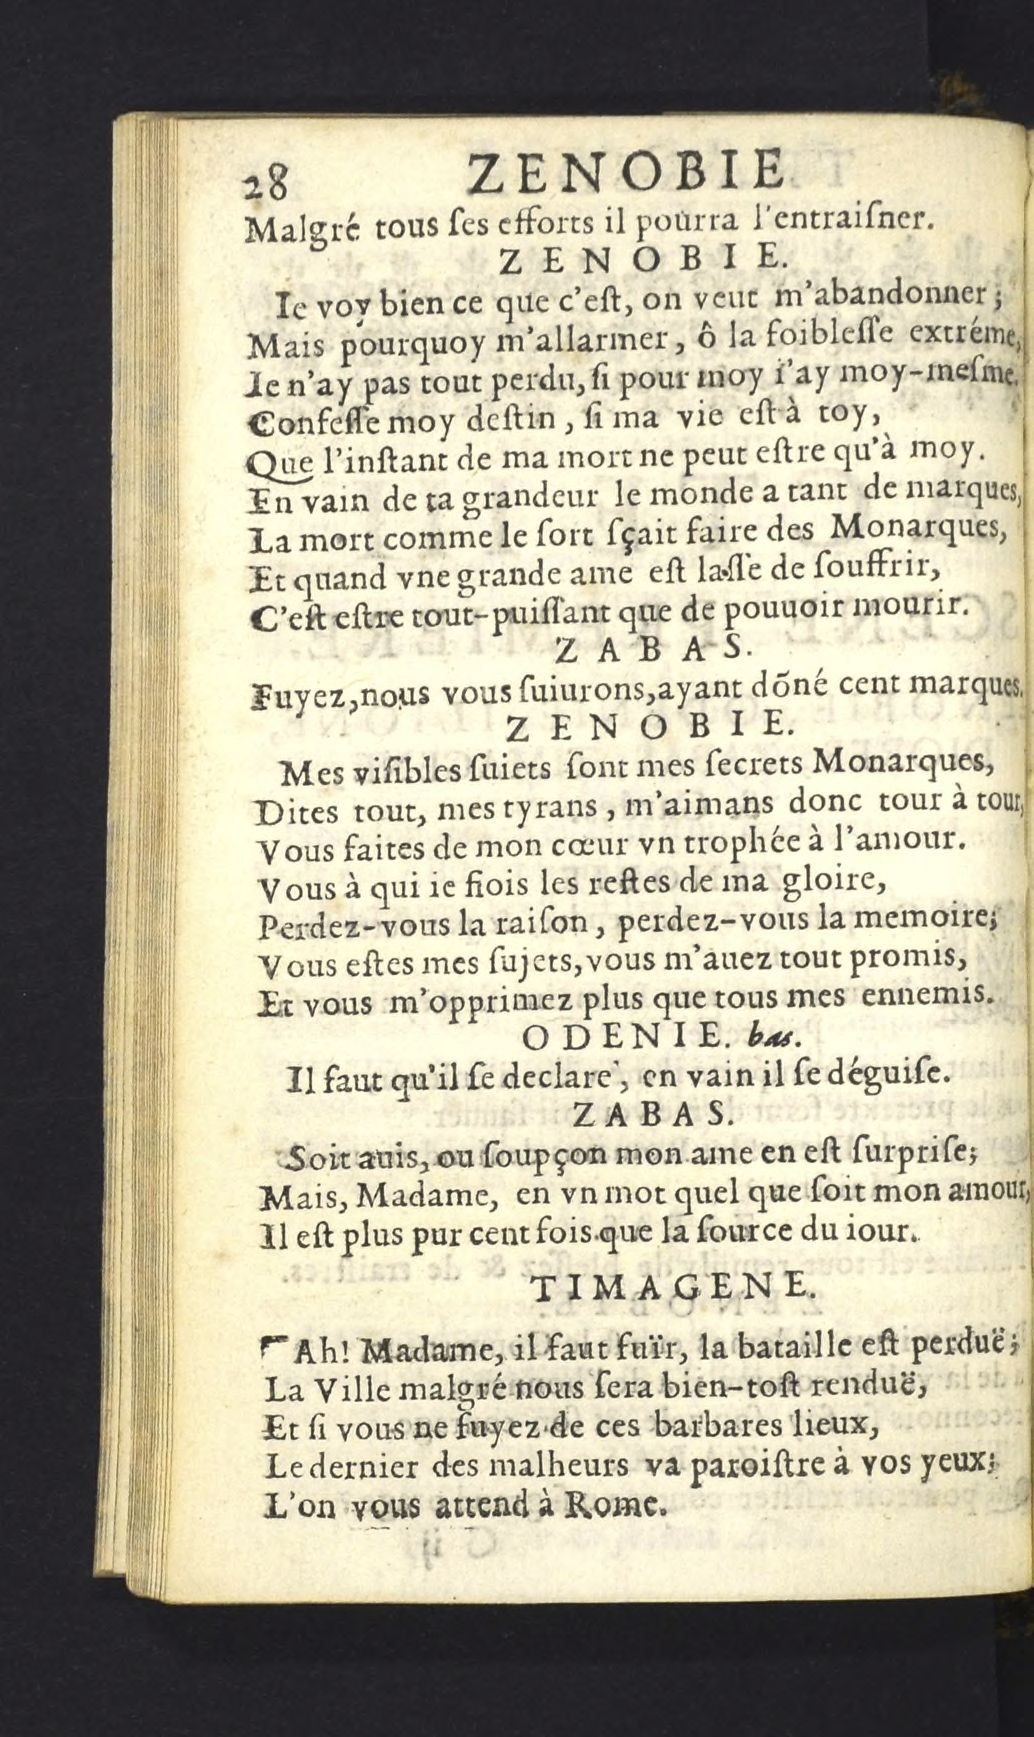 28 ZENOBIE
Malgré tous ſes efforts il pourra l'entraiſner.
ZENOBIE.
Ie voy bien ce que c'eſt, on veut m'abandonner ;
Mais pourquoy m'allarmer, ô la foibleſſe extréme,
Ie n'ay pas tout perdu, ſi pour moy i'ay moy-meſme.
Confeſſe moy deſtin, ſi ma vie eſt à toy,
Que l'inſtant de ma mort ne peut eſtre qu'à moy.
En vain de ta grandeur le monde a tant de marques,
La mort comme le ſort ſçait faire des Monarques,
Et quand vne grande ame eſt laſſe de ſouffrir,
C'eſt eſtre tout-puiſſant que de pouuoir mourir.
ZABAS.
Fuyez, nous vous ſuiurons, ayant dõné cent marques.
ZENOBIE.
Mes viſibles ſuiets ſont mes ſecrets Monarques,
Dites tout, mes tyrans, m'aimans donc tour à tour,
Vous faites de mon cœur vn trophée à l'amour.
Vous à qui ie fiois les reſtes de ma gloire,
Perdez-vous la raiſon, perdez-vous la memoire;
Vous eſtes mes ſujets, vous m'auez tout promis,
Et vous m'opprimez plus que tous mes ennemis.
ODENIE. bas.
Il faut qu'il ſe declare, en vain il ſe déguiſe.
ZABAS.
Soit auis, ou ſoupçon mon ame en eſt ſurpriſe;
Mais, Madame, en vn mot quel que ſoit mon amour,
Il eſt plus pur cent fois que la ſource du iour.
TIMAGENE.
Ah! Madame, il faut fuïr, la bataille eſt perduë;
La Ville malgré nous ſera bien-toſt renduë,
Et ſi vous ne fuyez de ces barbares lieux,
Le dernier des malheurs va paroiſtre à vos yeux;
L'on vous attend à Rome.